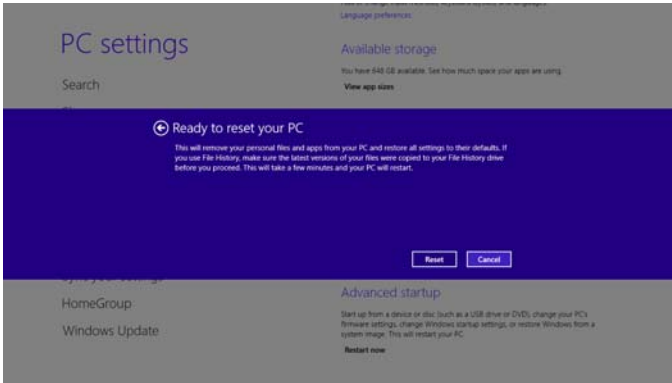 Language preferences
PC settings
Available storage
You have 648 GB available. See how much space your apps are using.
Search
View app sizes
Ready to reset your PC
This will remove your personal files and apps from your PC and restore all settings to their defaults. If
you use File History, make sure the latest versions of your files were copied to your File History drive
before you proceed. This will take a few minutes and your PC will restart.
Reset Cancel
Advanced startup
HomeGroup
Start up from a device or disc (such as a USB drive or DVD), change your PC's
firmware settings, change Windows startup settings, or restore Windows from a
Windows Update
system image. This will restart your PC.
Restart now